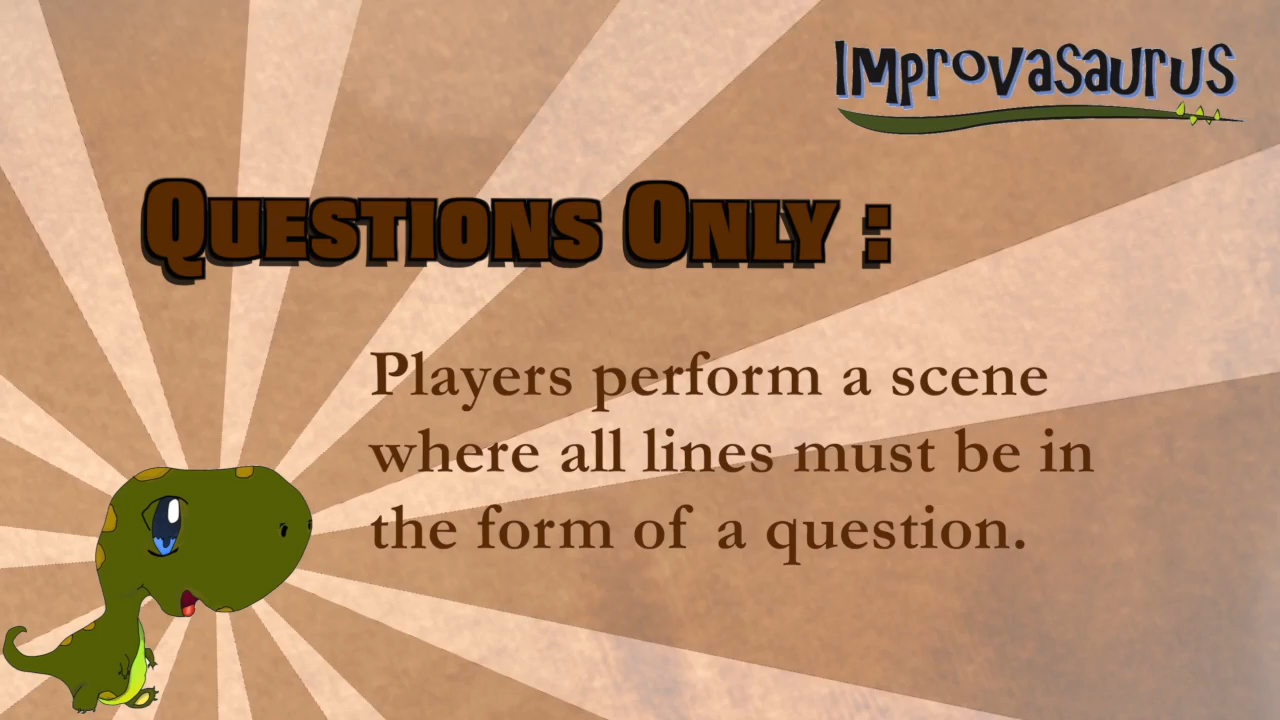 Improvasaurus
Questions Only :
Players perform a scene
where all lines must be in
the form of a question.